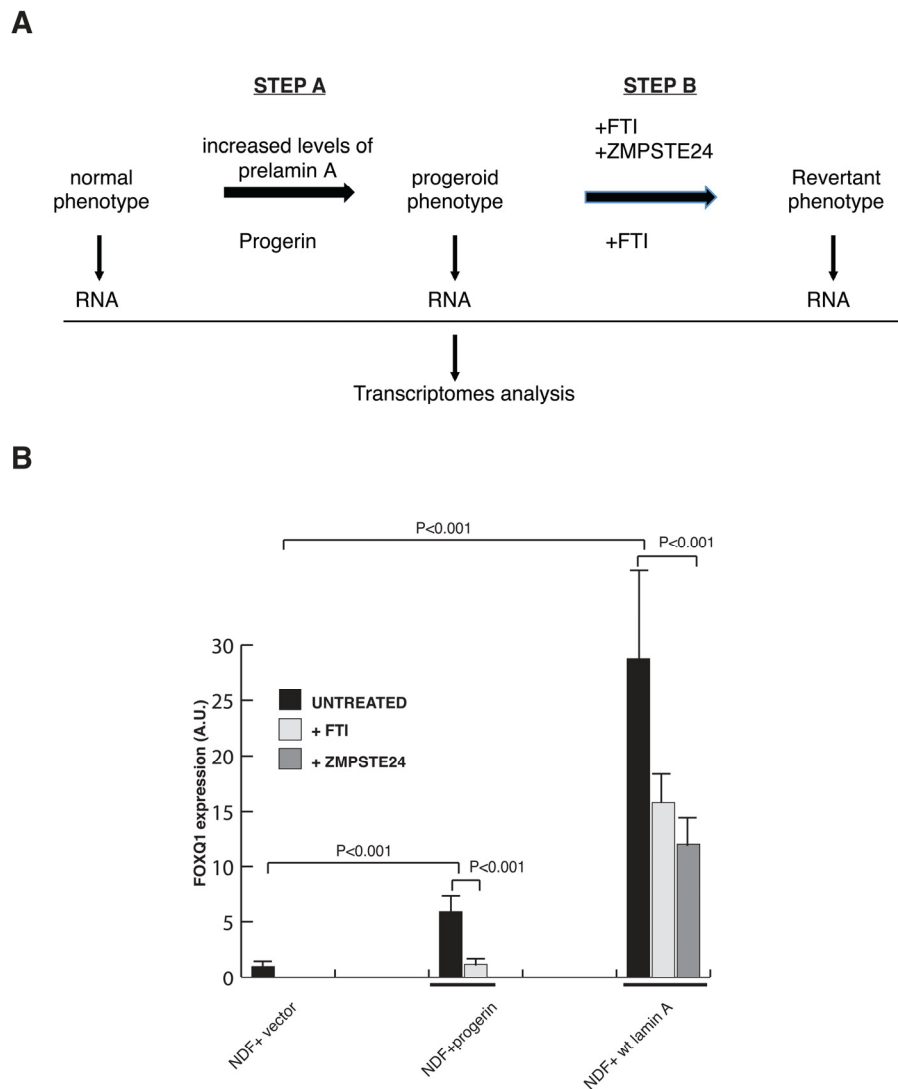 A
STEP A
STEP B
increased levels of
prelamin A
+FTI
+ZMPSTE24
normal
phenotype
progeroid
phenotype
Revertant
phenotype
Progerin
+FTI
RNA
RNA
RNA
Transcriptomes analysis
B
P<0.001
P<0.001
FOXQ1 expression (A.U.)
30
25
20
15
10
5
0
UNTREATED
+ FTI
+ ZMPSTE24
P<0.001
P<0.001
NDF+ vector
NDF+progerin
NDF+ wt lamin A